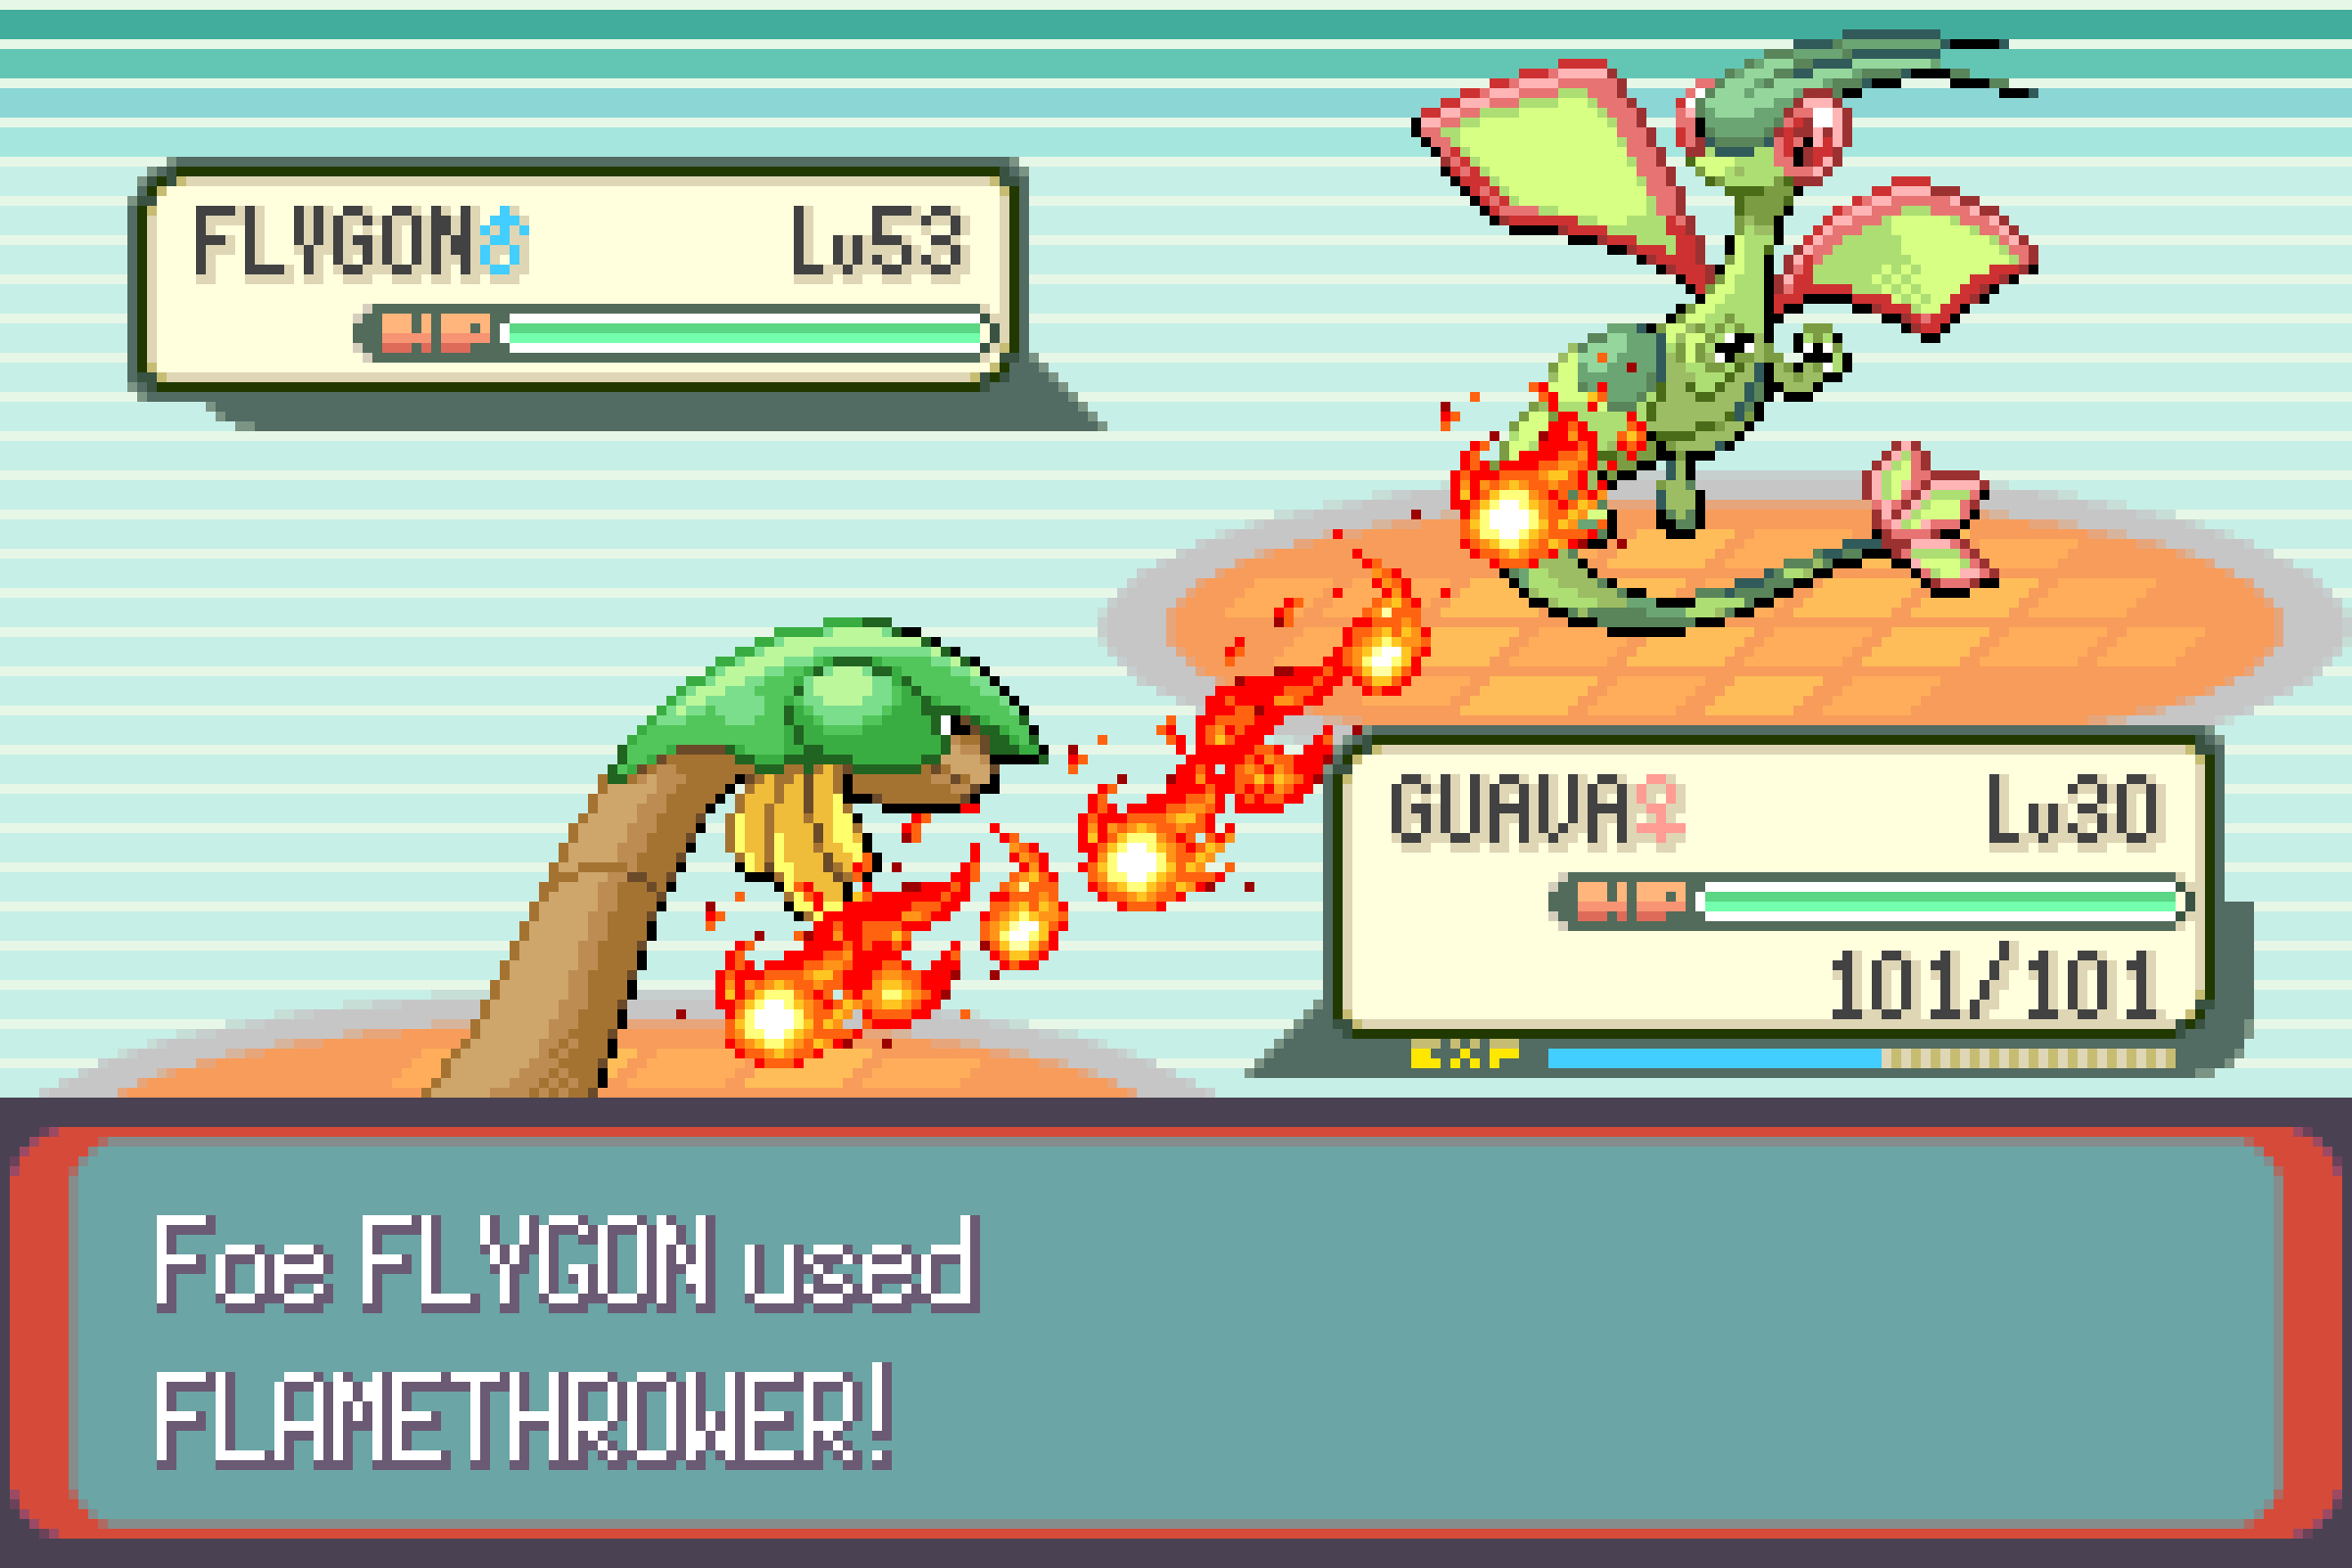 FLYGON♂ Lv53
HP
GUAVA♀ Lv30
HP
101/101
EXP
Foe FLYGON used
FLAMETHROWER!